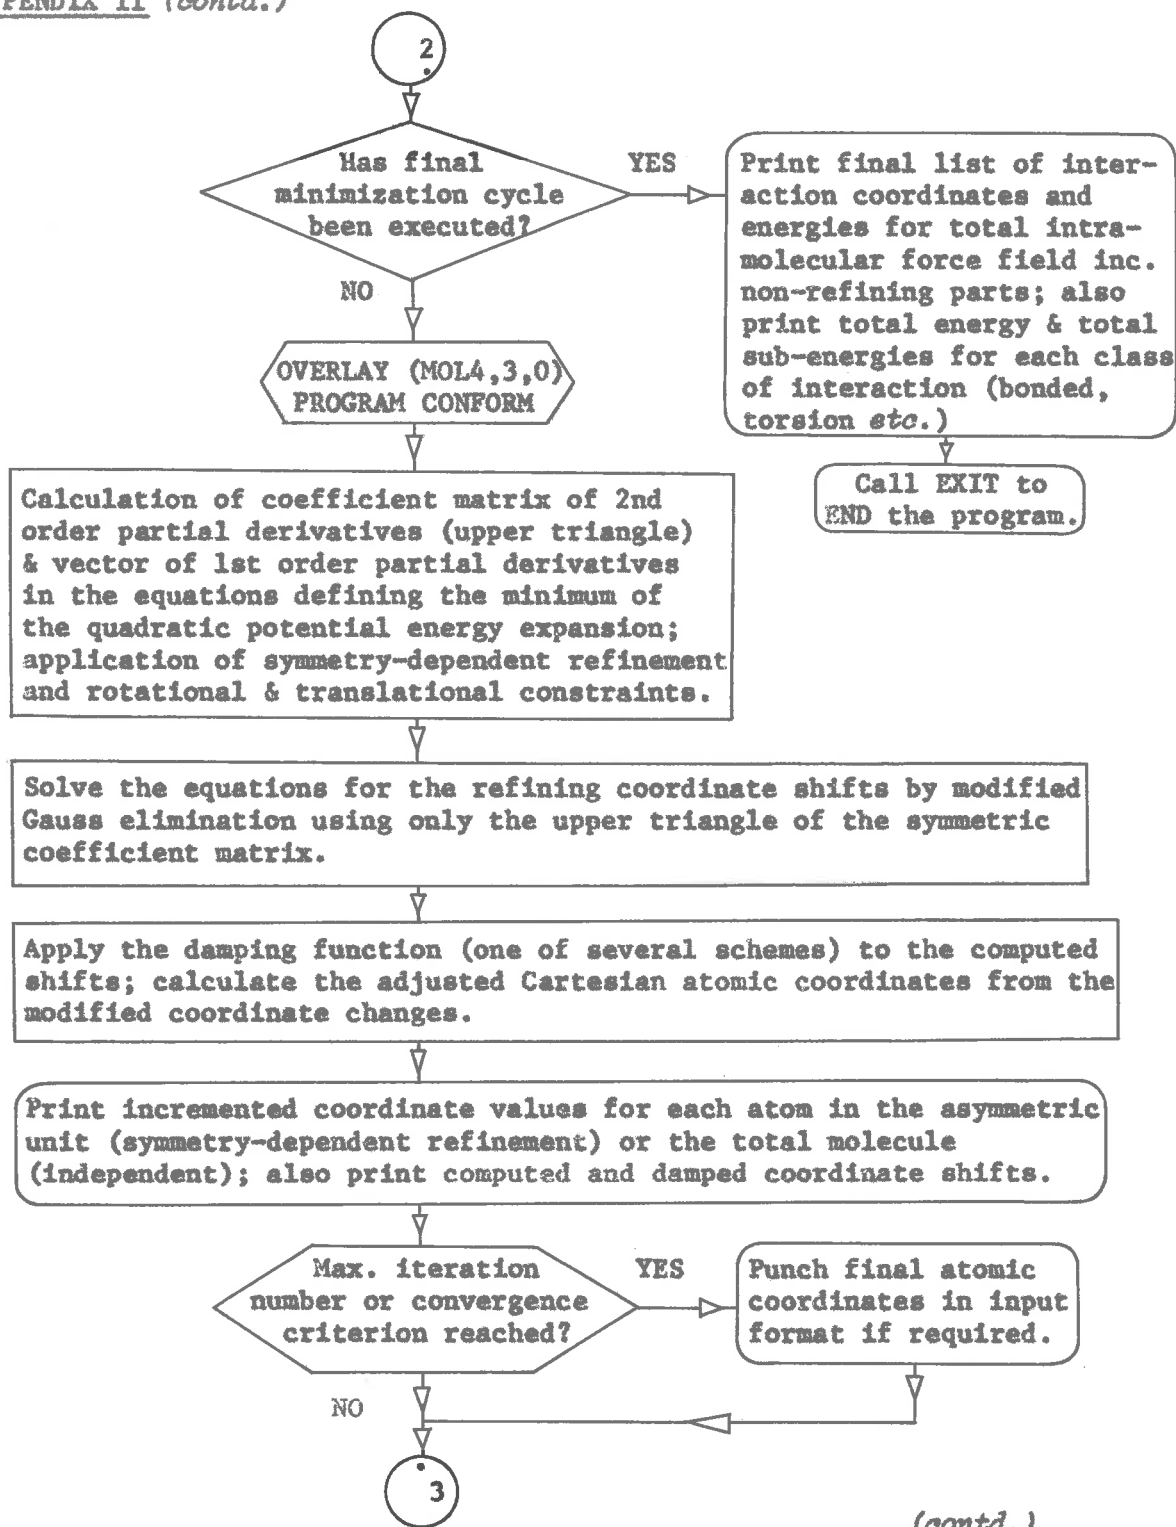 PENDIX II (contd.)
2
Has final
minimization cycle
been executed?
YES
Print final list of inter-
action coordinates and
energies for total intra-
molecular force field inc.
non-refining parts; also
print total energy & total
sub-energies for each class
of interaction (bonded,
torsion etc.)
Call EXIT to
END the program.
NO
OVERLAY (MOL4,3,0)
PROGRAM CONFORM
Calculation of coefficient matrix of 2nd
order partial derivatives (upper triangle)
& vector of 1st order partial derivatives
in the equations defining the minimum of
the quadratic potential energy expansion;
application of symmetry-dependent refinement
and rotational & translational constraints.
Solve the equations for the refining coordinate shifts by modified
Gauss elimination using only the upper triangle of the symmetric
coefficient matrix.
Apply the damping function (one of several schemes) to the computed
shifts; calculate the adjusted Cartesian atomic coordinates from the
modified coordinate changes.
Print incremented coordinate values for each atom in the asymmetric
unit (symmetry-dependent refinement) or the total molecule
(independent); also print computed and damped coordinate shifts.
Max. iteration
number or convergence
criterion reached?
YES
Punch final atomic
coordinates in input
format if required.
NO
3
(contd.)